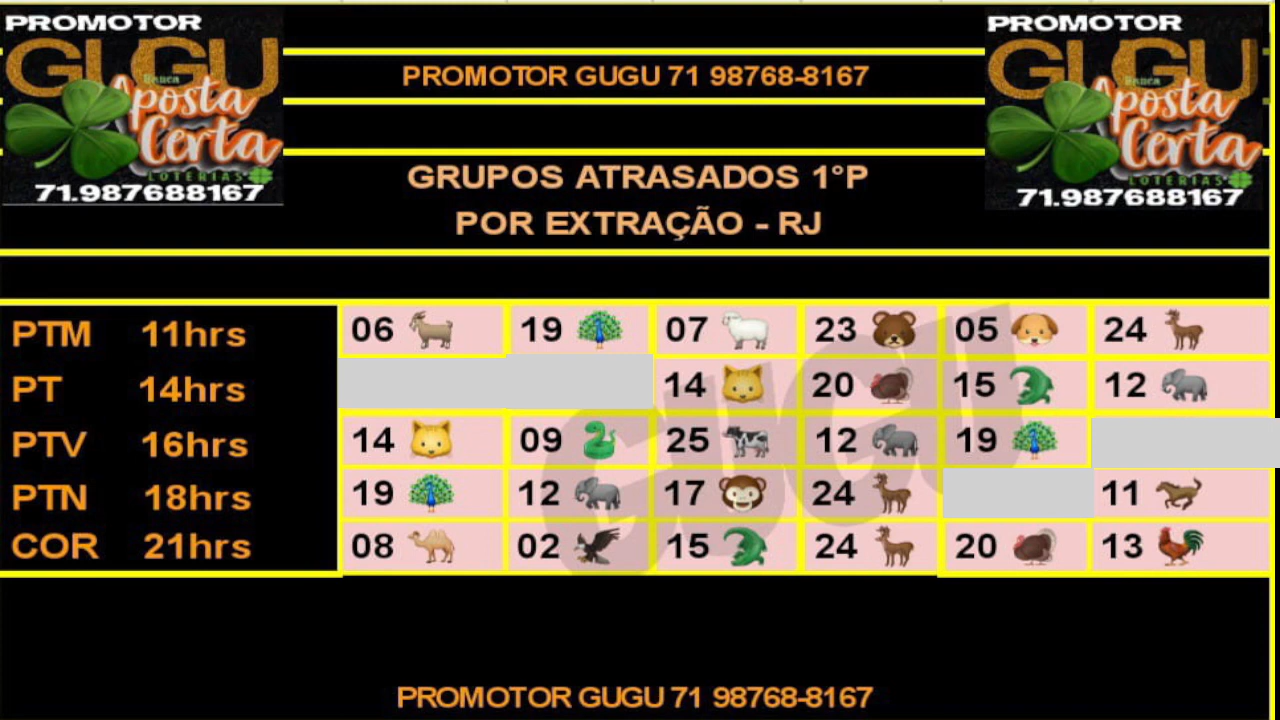 PROMOTOR
GUGU
Banca
Aposta
Certa
LOTERIAS
71.987688167
PROMOTOR GUGU 71 98768-8167
PROMOTOR
GUGU
Aposta
Certa
LOTERIAS
71.987688167
GRUPOS ATRASADOS 1°P
POR EXTRAÇÃO - RJ
PTM 11hrs 06 19 07 23 05 24
PT 14hrs 14 20 15 12
PTV 16hrs 14 09 25 12 19
PTN 18hrs 19 12 17 24 11
COR 21hrs 08 02 15 24 20 13
GUGU
PROMOTOR GUGU 71 98768-8167